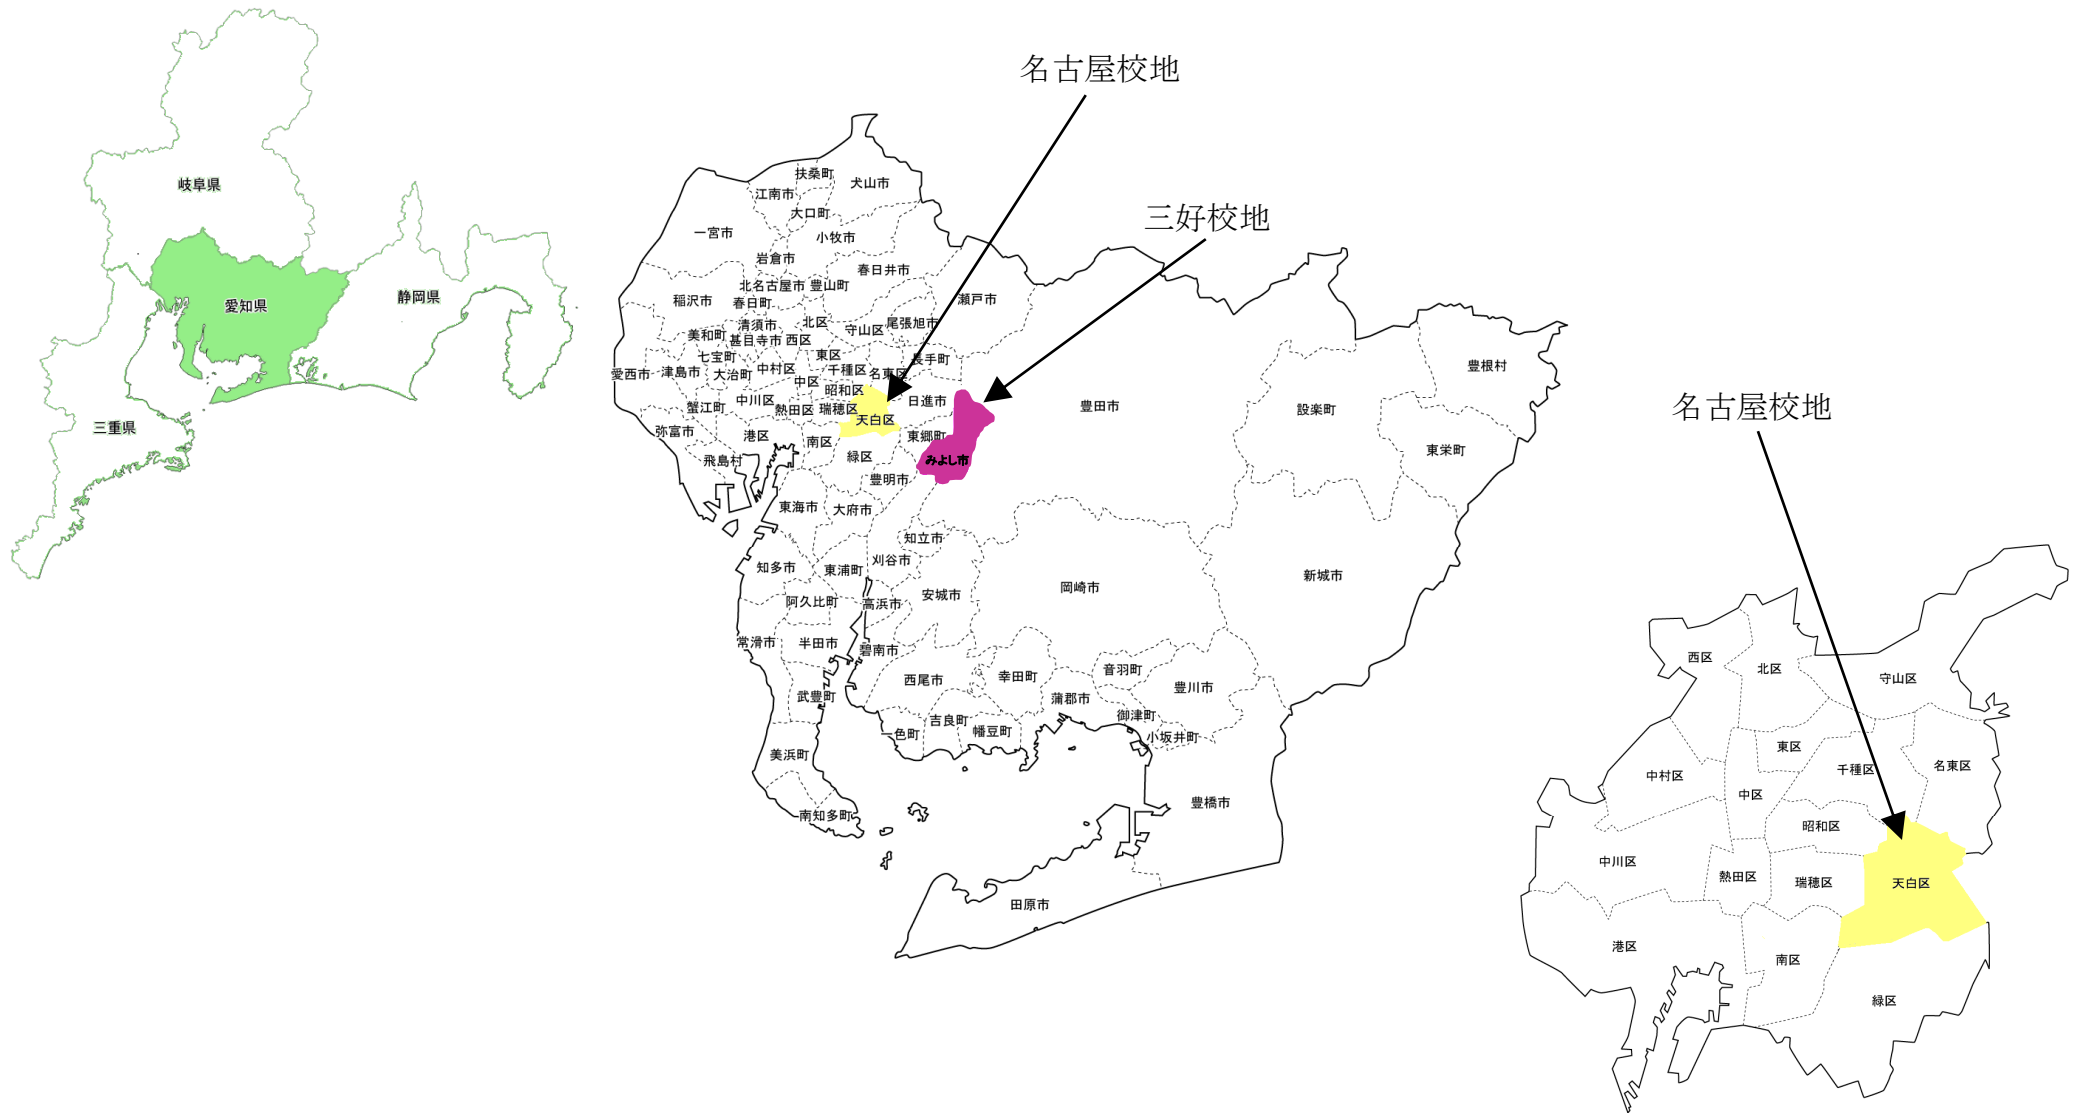 岐阜県
愛知県
静岡県
三重県
名古屋校地
三好校地
扶桑町
犬山市
江南市
大口町
一宮市
小牧市
岩倉市
春日井市
北名古屋市
豊山町
稲沢市
春日町
瀬戸市
清須市
北区
守山区
尾張旭市
美和町
甚目寺市
西区
七宝町
東区
長手町
愛西市
津島市
大治町
中村区
千種区
名東区
中区
昭和区
日進市
蟹江町
中川区
熱田区
瑞穂区
天白区
弥富市
港区
南区
東郷町
飛島村
緑区
みよし市
豊明市
豊田市
設楽町
豊根村
東栄町
東海市
大府市
知立市
刈谷市
知多市
東浦町
阿久比町
高浜市
安城市
岡崎市
新城市
常滑市
半田市
碧南市
武豊町
西尾市
幸田町
音羽町
豊川市
蒲郡市
一色町
吉良町
幡豆町
御津町
小坂井町
美浜町
南知多町
豊橋市
田原市
名古屋校地
西区
北区
守山区
東区
中村区
中区
千種区
名東区
昭和区
中川区
熱田区
瑞穂区
天白区
港区
南区
緑区